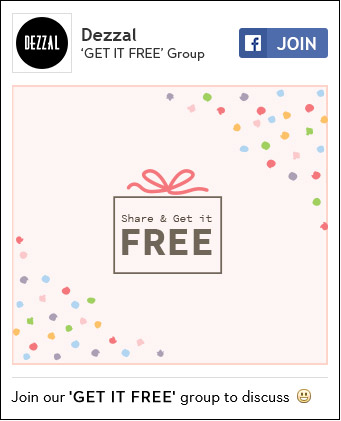 DEZZAL
Dezzal
‘GET IT FREE’ Group
JOIN
Share & Get it
FREE
Join our 'GET IT FREE' group to discuss 😃